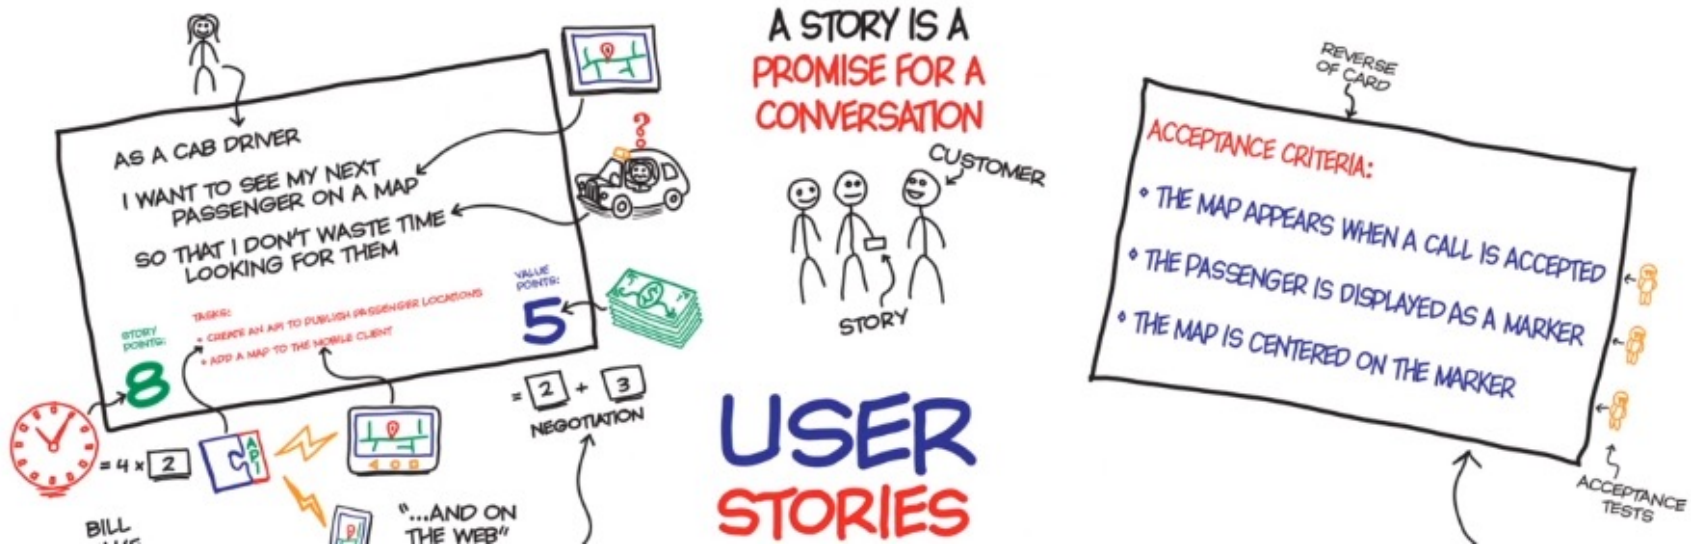 A STORY IS A
PROMISE FOR A
CONVERSATION
CUSTOMER
STORY
USER
STORIES
AS A CAB DRIVER
I WANT TO SEE MY NEXT
PASSENGER ON A MAP
SO THAT I DON'T WASTE TIME
LOOKING FOR THEM
STORY
POINTS:
8
TASKS:
• CREATE AN API TO PUBLISH PASSENGER LOCATIONS
• ADD A MAP TO THE MOBILE CLIENT
VALUE
POINTS:
5
?
$
= 4 x 2
API
= 2 + 3
NEGOTIATION
"...AND ON
THE WEB"
BILL
REVERSE
OF CARD
ACCEPTANCE CRITERIA:
• THE MAP APPEARS WHEN A CALL IS ACCEPTED
• THE PASSENGER IS DISPLAYED AS A MARKER
• THE MAP IS CENTERED ON THE MARKER
ACCEPTANCE
TESTS